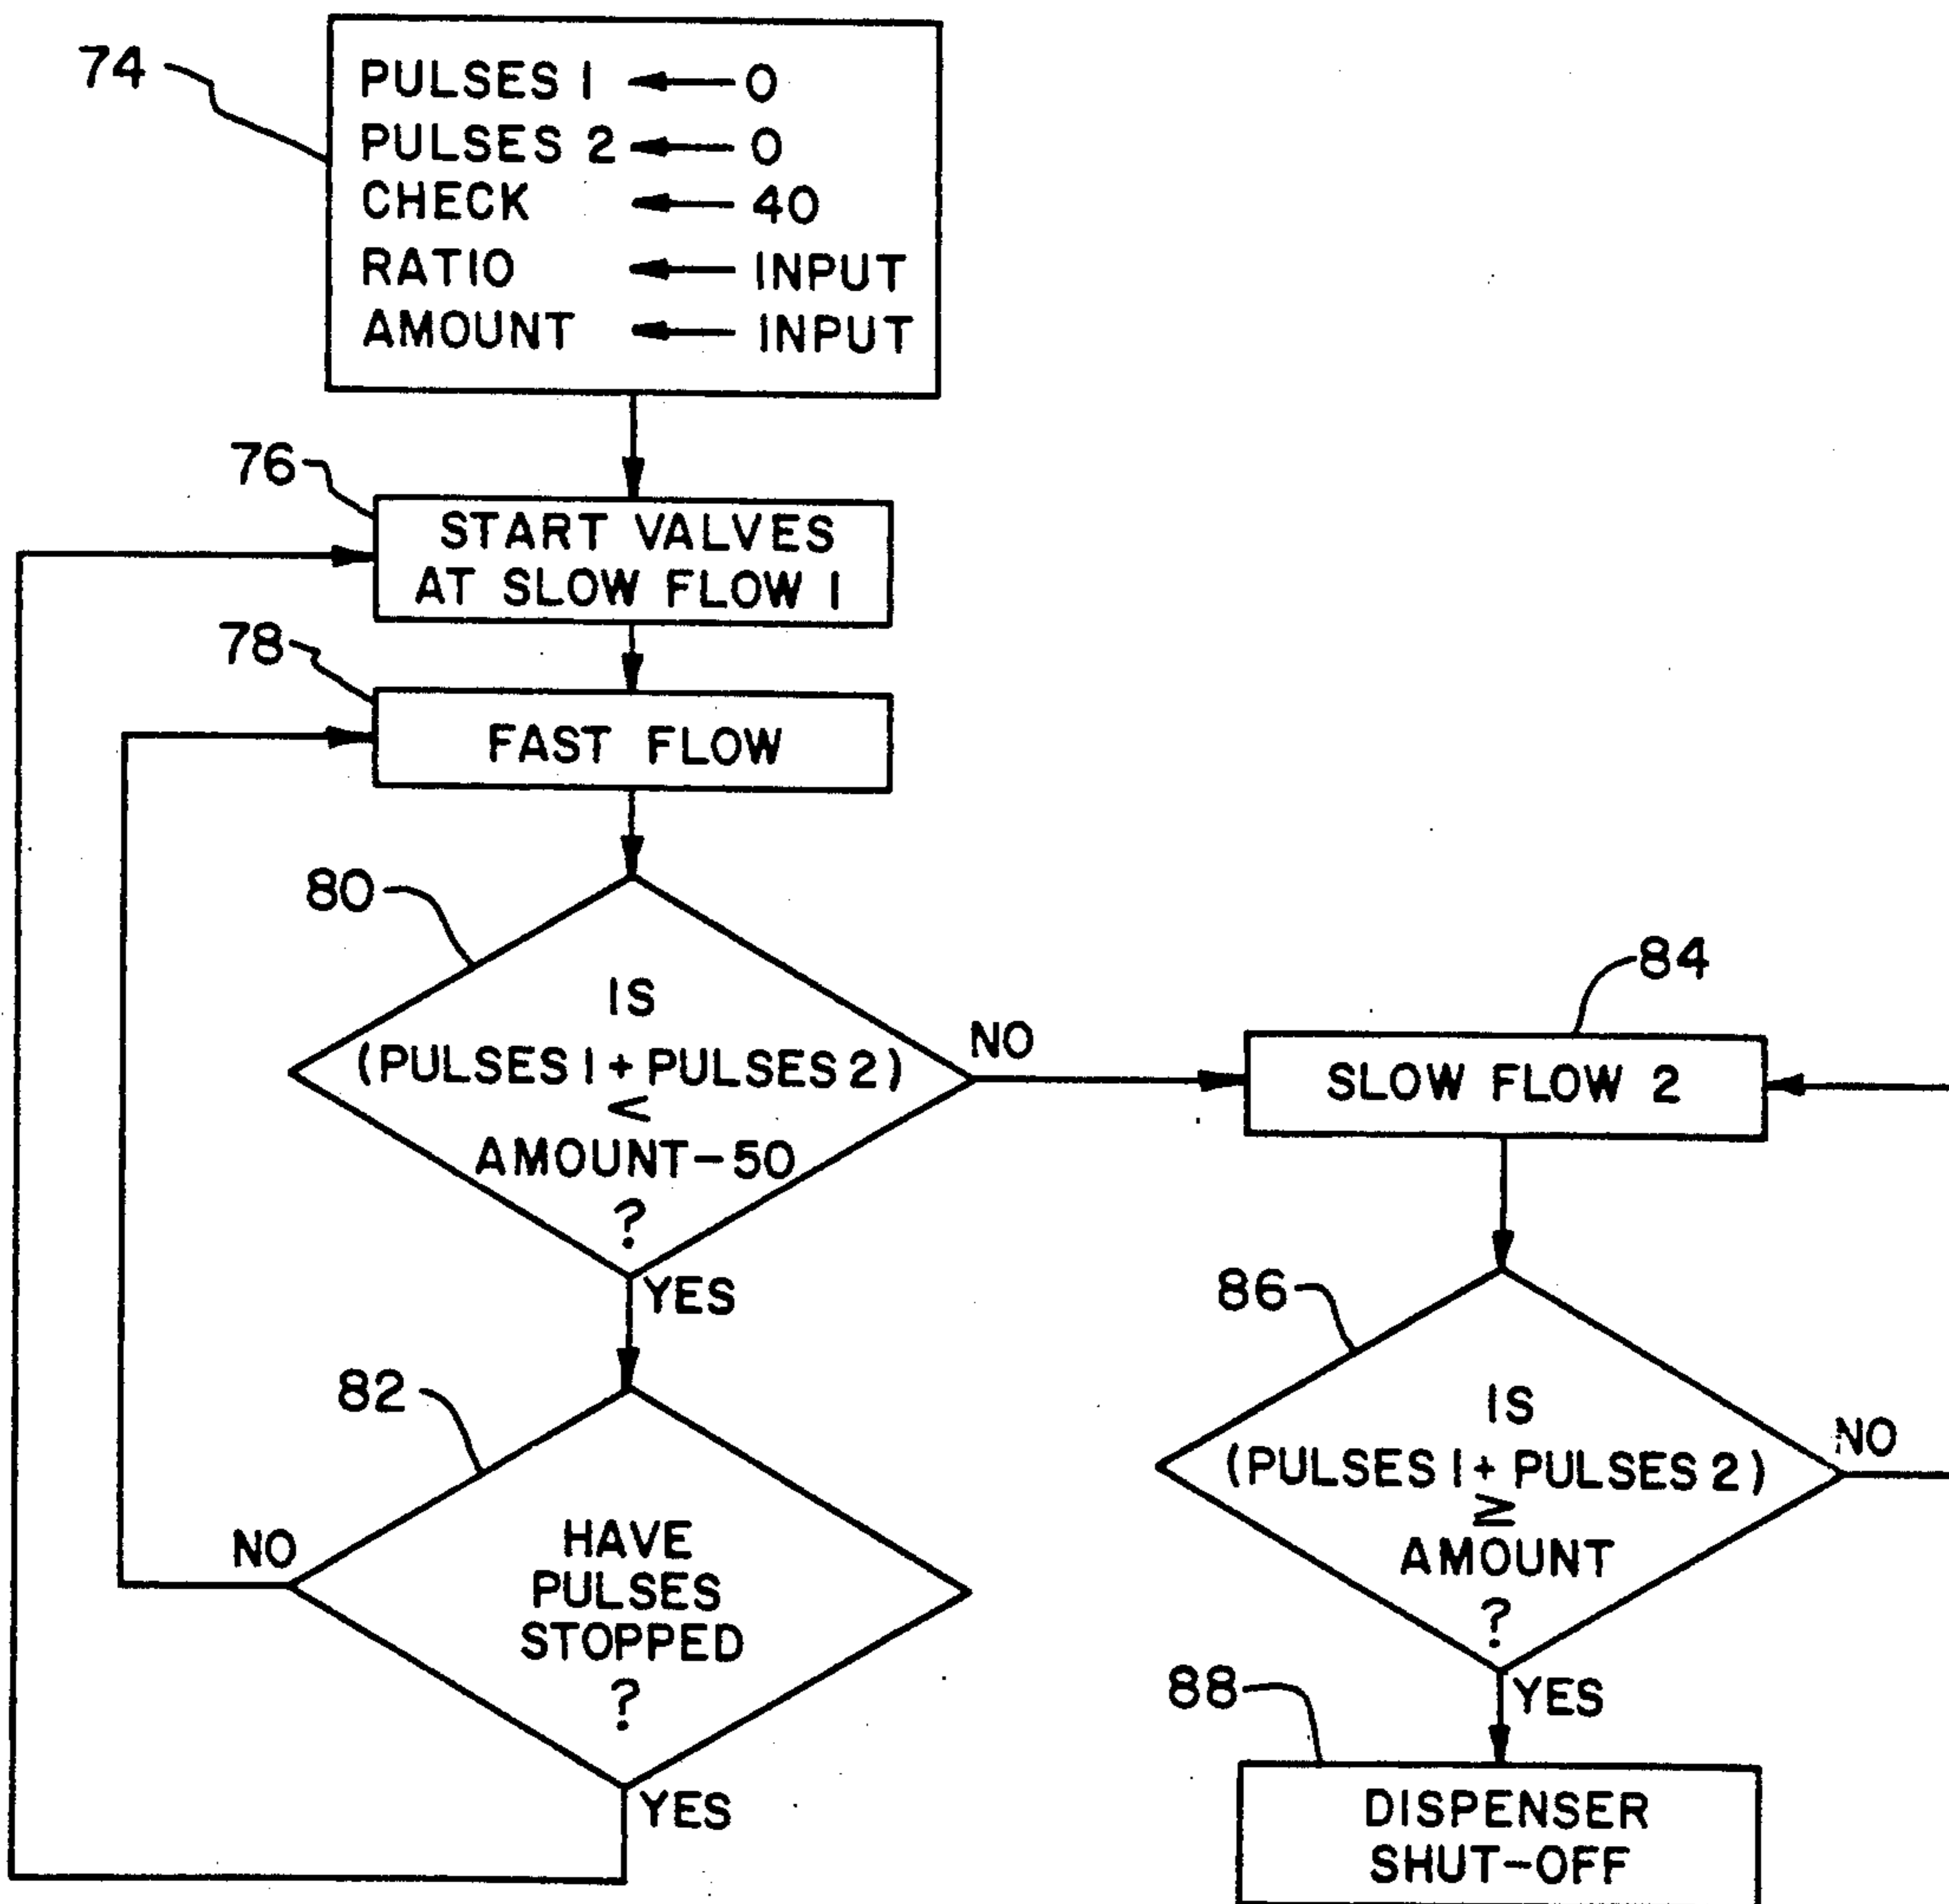 74
PULSES 1 ← 0
PULSES 2 ← 0
CHECK ← 40
RATIO ← INPUT
AMOUNT ← INPUT
76
START VALVES
AT SLOW FLOW 1
78
FAST FLOW
80
IS
(PULSES 1 + PULSES 2)
<
AMOUNT-50
?
NO
YES
82
HAVE
PULSES
STOPPED
?
NO
YES
84
SLOW FLOW 2
86
IS
(PULSES 1 + PULSES 2)
≥
AMOUNT
?
NO
YES
88
DISPENSER
SHUT-OFF